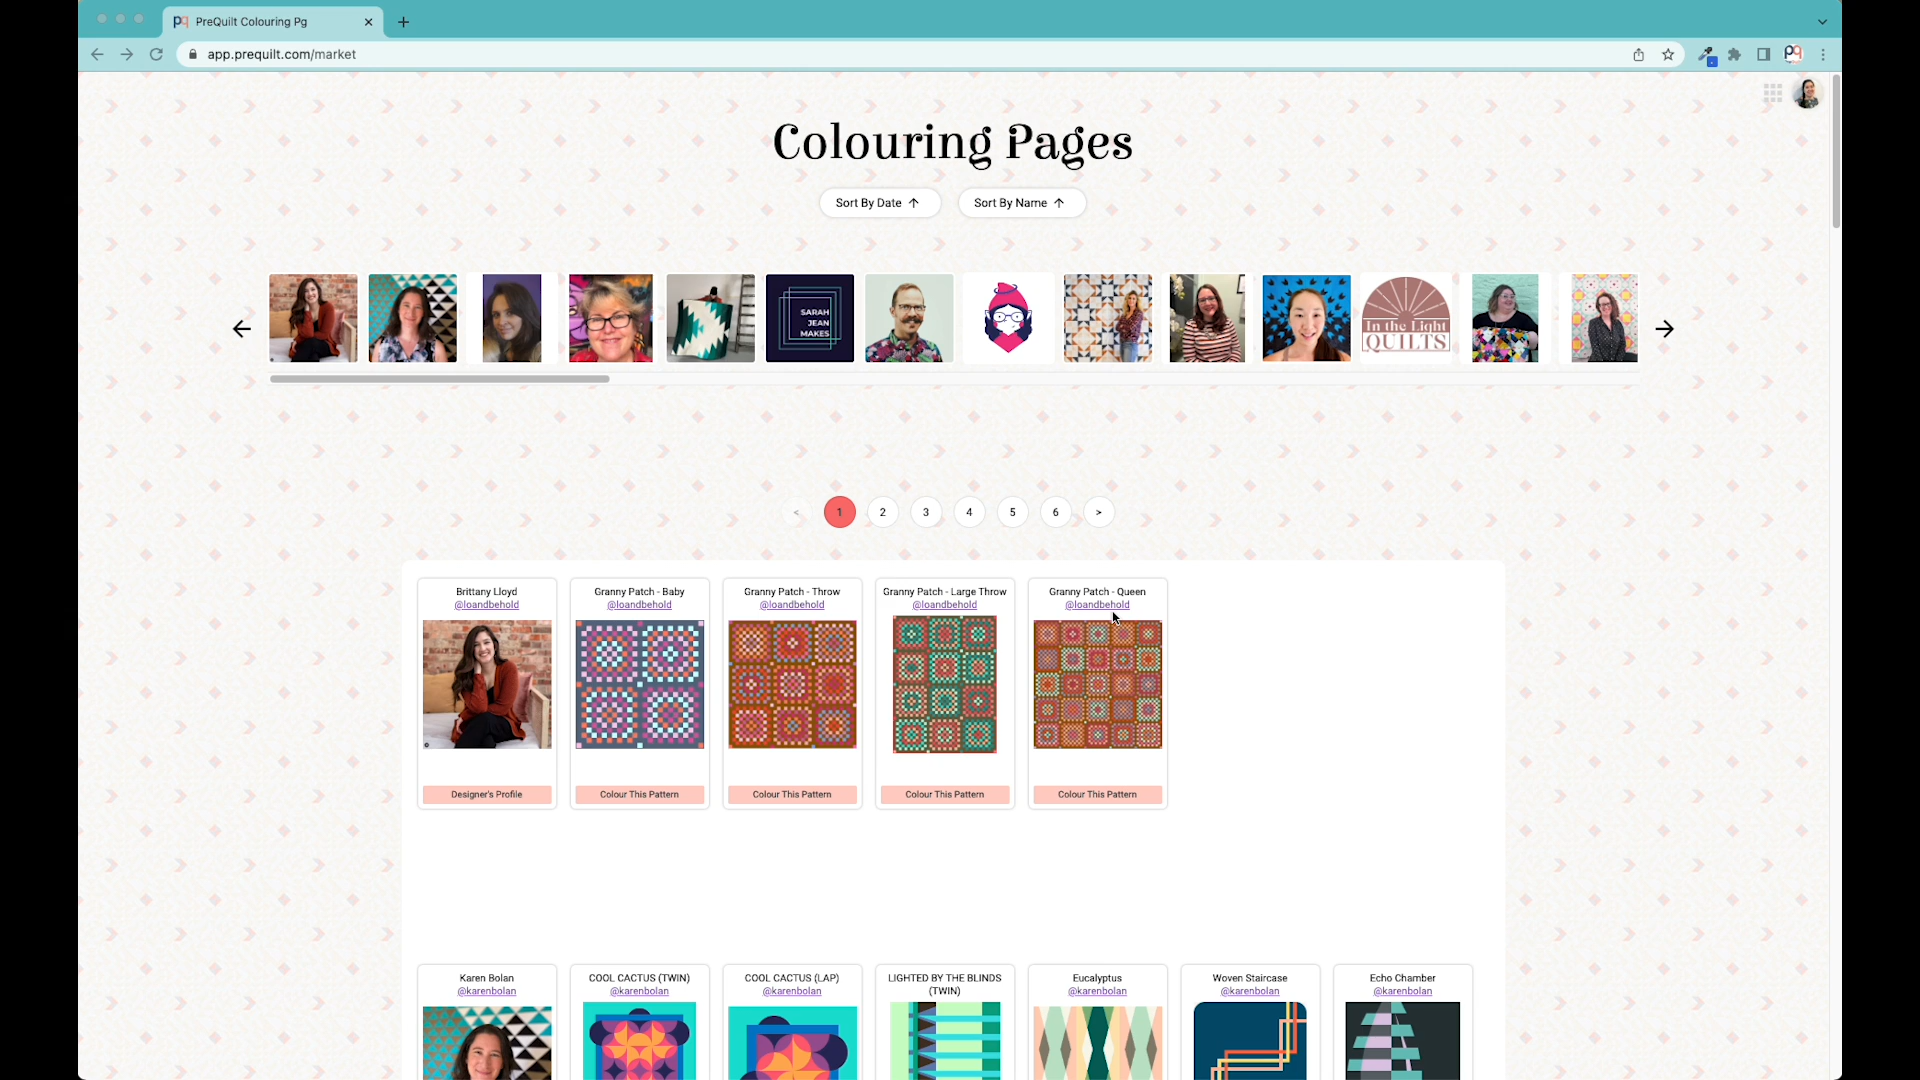 pq PreQuilt Colouring Pg
app.prequilt.com/market
pq
Colouring Pages
Sort By Date ↑
Sort By Name ↑
SARAH
JEAN
MAKES
In the Light
QUILTS
< 1 2 3 4 5 6 >
Brittany Lloyd
@loandbehold
Designer's Profile
Granny Patch - Baby
@loandbehold
Colour This Pattern
Granny Patch - Throw
@loandbehold
Colour This Pattern
Granny Patch - Large Throw
@loandbehold
Colour This Pattern
Granny Patch - Queen
@loandbehold
Colour This Pattern
Karen Bolan
@karenbolan
COOL CACTUS (TWIN)
@karenbolan
COOL CACTUS (LAP)
@karenbolan
LIGHTED BY THE BLINDS
(TWIN)
@karenbolan
Eucalyptus
@karenbolan
Woven Staircase
@karenbolan
Echo Chamber
@karenbolan